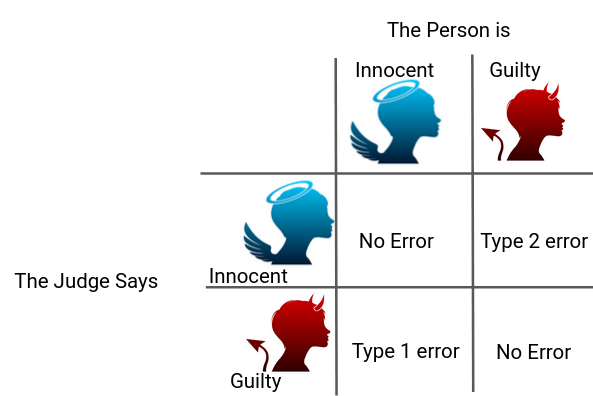 The Person is
Innocent
Guilty
No Error
Type 2 error
The Judge Says
Innocent
Type 1 error
No Error
Guilty